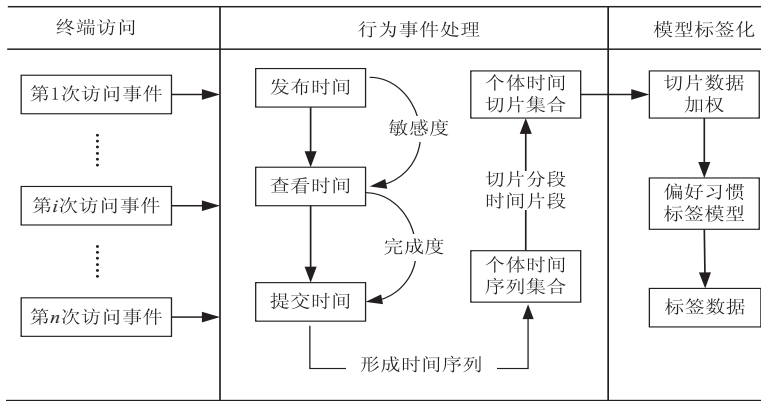 终端访问
行为事件处理
模型标签化
第1次访问事件
第i次访问事件
第n次访问事件
发布时间
敏感度
查看时间
完成度
提交时间
形成时间序列
个体时间
切片集合
切片分段
时间片段
个体时间
序列集合
切片数据
加权
偏好习惯
标签模型
标签数据